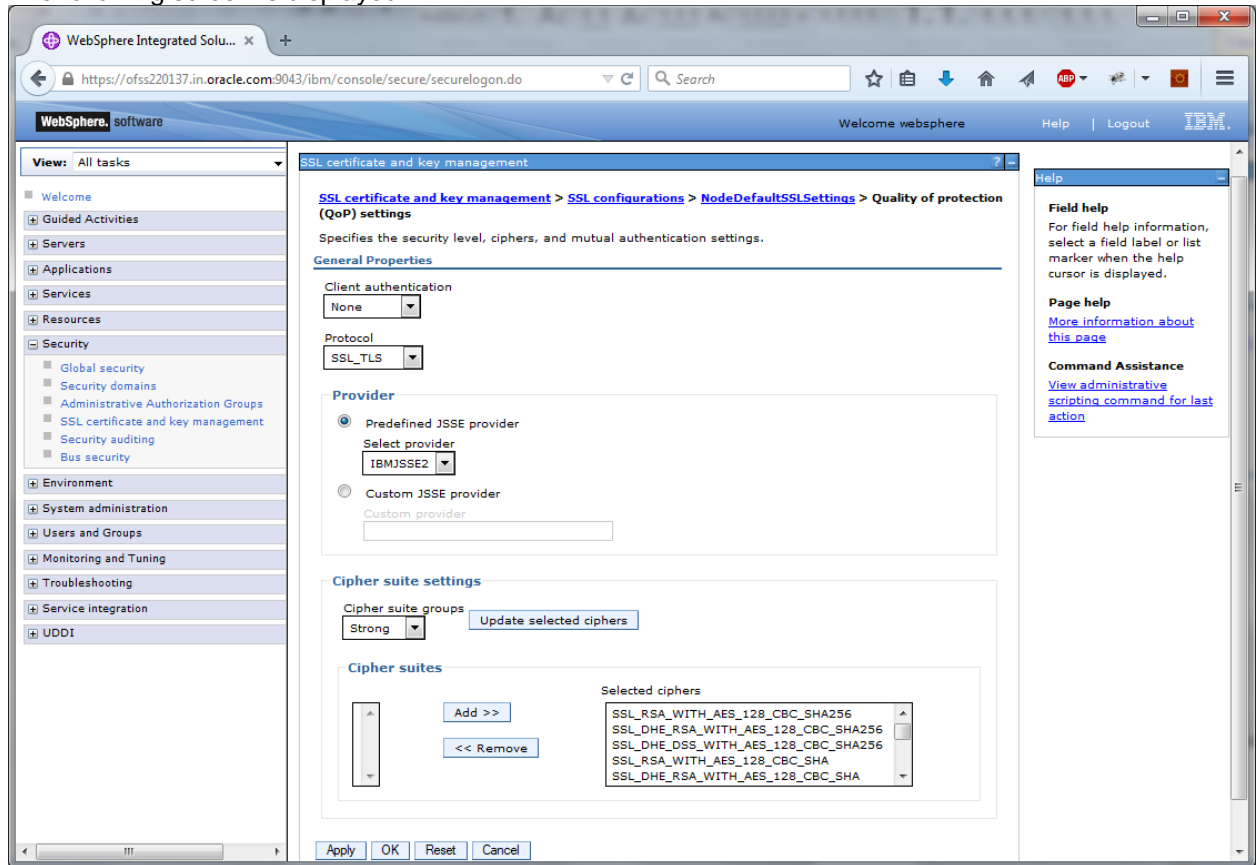 WebSphere Integrated Solu... × +
https://ofss220137.in.oracle.com:9043/ibm/console/secure/securelogon.do
Search
ABP
WebSphere. software
Welcome websphere
Help | Logout
IBM.
View: All tasks
Welcome
Guided Activities
Servers
Applications
Services
Resources
Security
Global security
Security domains
Administrative Authorization Groups
SSL certificate and key management
Security auditing
Bus security
Environment
System administration
Users and Groups
Monitoring and Tuning
Troubleshooting
Service integration
UDDI
SSL certificate and key management ? -
SSL certificate and key management > SSL configurations > NodeDefaultSSLSettings > Quality of protection
(QoP) settings
Specifies the security level, ciphers, and mutual authentication settings.
General Properties
Client authentication
None
Protocol
SSL_TLS
Provider
Predefined JSSE provider
Select provider
IBMJSSE2
Custom JSSE provider
Custom provider
Cipher suite settings
Cipher suite groups
Strong
Update selected ciphers
Cipher suites
Add >>
<< Remove
Selected ciphers
SSL_RSA_WITH_AES_128_CBC_SHA256
SSL_DHE_RSA_WITH_AES_128_CBC_SHA256
SSL_DHE_DSS_WITH_AES_128_CBC_SHA256
SSL_RSA_WITH_AES_128_CBC_SHA
SSL_DHE_RSA_WITH_AES_128_CBC_SHA
Apply OK Reset Cancel
Help
Field help
For field help information,
select a field label or list
marker when the help
cursor is displayed.
Page help
More information about
this page
Command Assistance
View administrative
scripting command for last
action